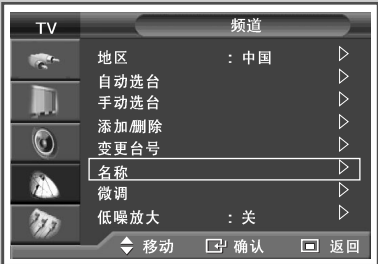 TV
频道
地区 : 中国
自动选台
手动选台
添加/删除
变更台号
名称
微调
低噪放大 : 关
移动 确认 返回